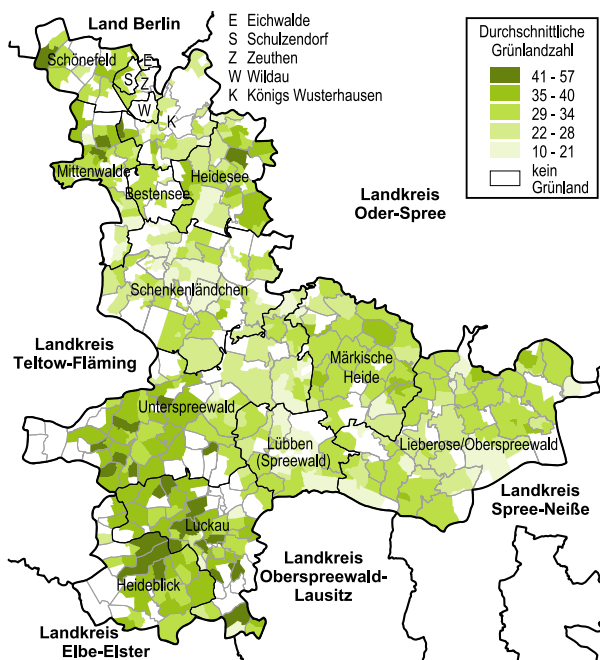 Land Berlin
E Eichwalde
S Schulzendorf
Z Zeuthen
W Wildau
K Königs Wusterhausen
Durchschnittliche
Grünlandzahl
41 - 57
35 - 40
29 - 34
22 - 28
10 - 21
kein
Grünland
Schönefeld
E
S
Z
W
K
Mittenwalde
Bestensee
Heidesee
Landkreis
Oder-Spree
Schenkenländchen
Landkreis
Teltow-Fläming
Märkische
Heide
Unterspreewald
Lübben
(Spreewald)
Lieberose/Oberspreewald
Landkreis
Spree-Neiße
Luckau
Landkreis
Oberspreewald-
Lausitz
Heideblick
Landkreis
Elbe-Elster